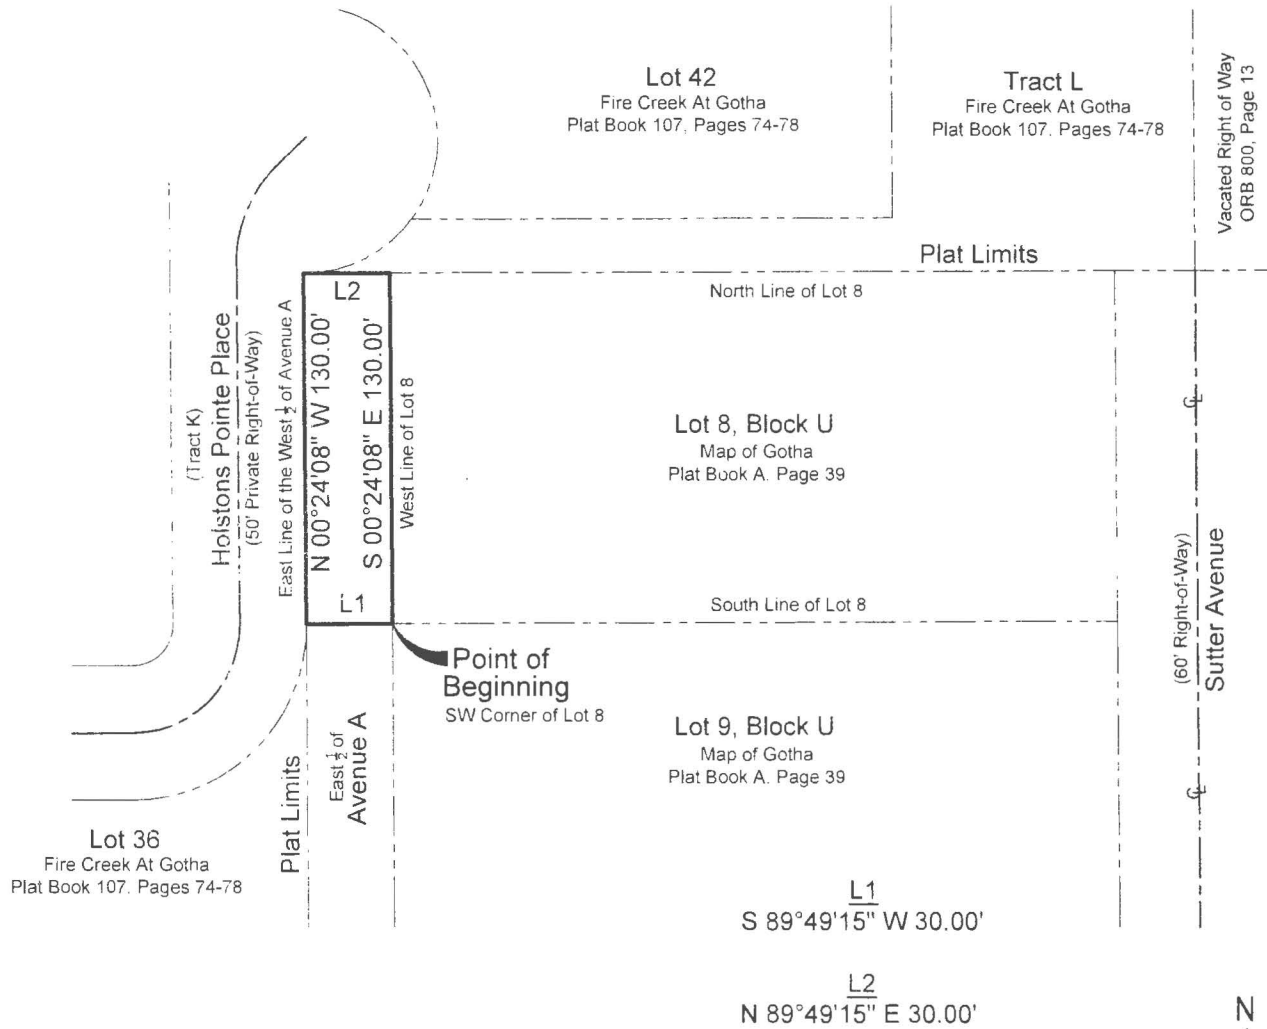 Lot 42
Fire Creek At Gotha
Plat Book 107, Pages 74-78
Tract L
Fire Creek At Gotha
Plat Book 107. Pages 74-78
Vacated Right of Way
ORB 800, Page 13
Plat Limits
North Line of Lot 8
L2
(Tract K)
Holstons Pointe Place
(50' Private Right-of-Way)
East Line of the West ½ of Avenue A
N 00°24'08" W 130.00'
S 00°24'08" E 130.00'
West Line of Lot 8
Lot 8, Block U
Map of Gotha
Plat Book A. Page 39
CL
L1
South Line of Lot 8
(60' Right-of-Way)
Sutter Avenue
Point of
Beginning
SW Corner of Lot 8
Lot 9, Block U
Map of Gotha
Plat Book A. Page 39
East ½ of
Avenue A
Plat Limits
CL
Lot 36
Fire Creek At Gotha
Plat Book 107. Pages 74-78
L1
S 89°49'15" W 30.00'
L2
N 89°49'15" E 30.00'
N